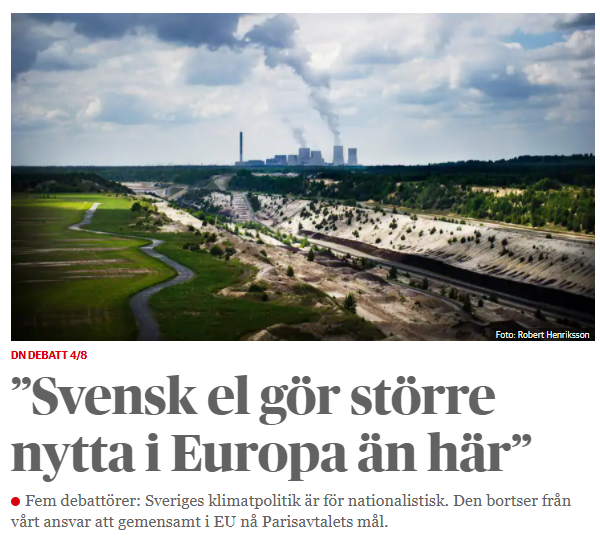 Foto: Robert Henriksson
DN DEBATT 4/8
”Svensk el gör större
nytta i Europa än här”
Fem debattörer: Sveriges klimatpolitik är för nationalistisk. Den bortser från
vårt ansvar att gemensamt i EU nå Parisavtalets mål.